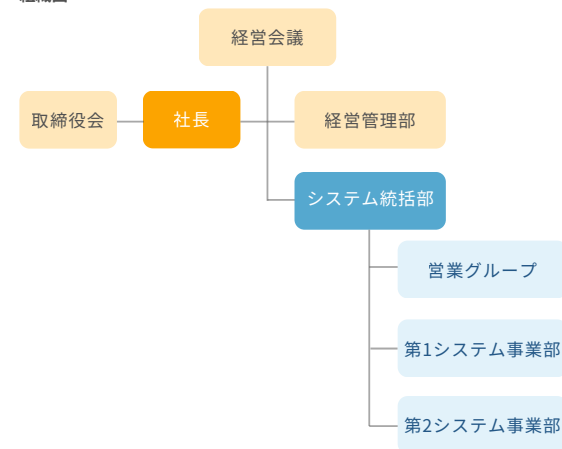 経営会議
取締役会
社長
経営管理部
システム統括部
営業グループ
第1システム事業部
第2システム事業部